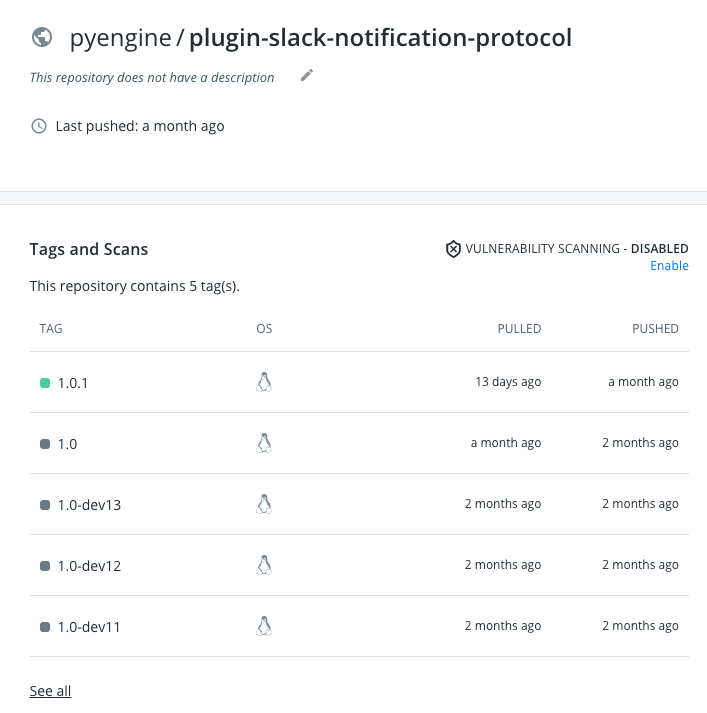 pyengine / plugin-slack-notification-protocol
This repository does not have a description
Last pushed: a month ago
Tags and Scans
VULNERABILITY SCANNING - DISABLED
Enable
This repository contains 5 tag(s).
TAG OS PULLED PUSHED
1.0.1 13 days ago a month ago
1.0 a month ago 2 months ago
1.0-dev13 2 months ago 2 months ago
1.0-dev12 2 months ago 2 months ago
1.0-dev11 2 months ago 2 months ago
See all